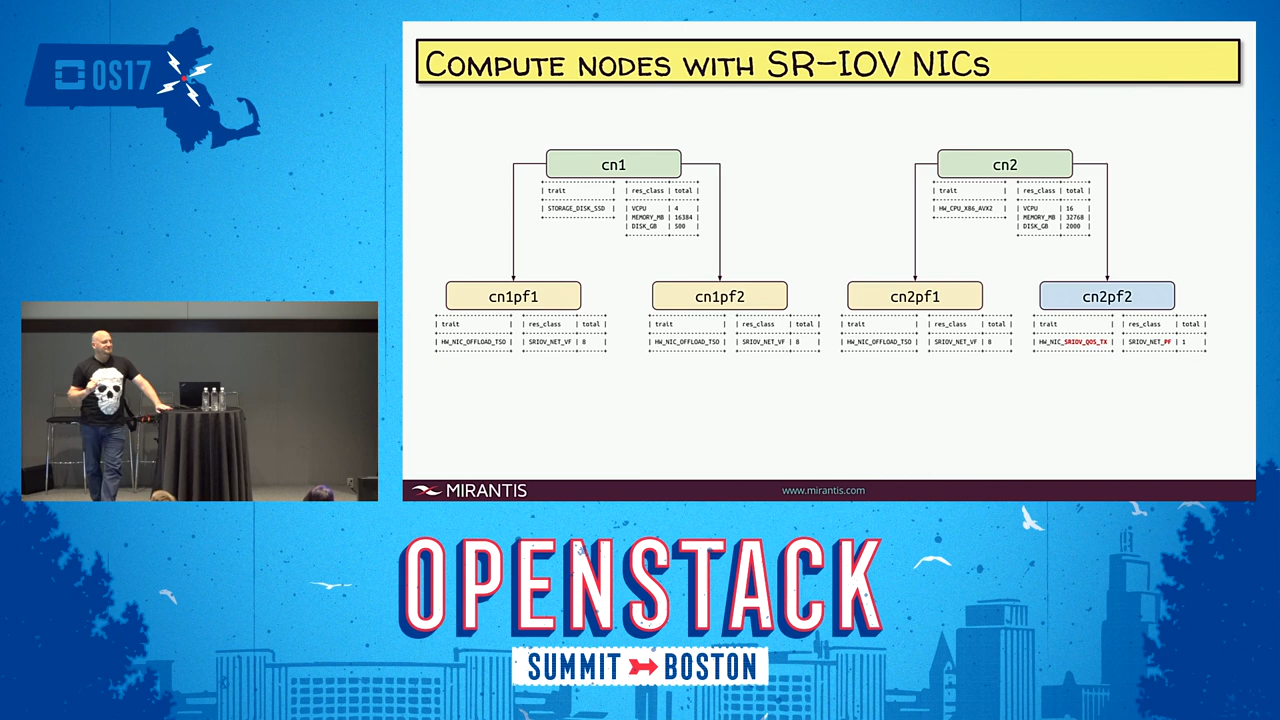 OS17
COMPUTE NODES WITH SR-IOV NICS
cn1
| trait | | res_class | total |
| STORAGE_DISK_SSD | | VCPU | 4 |
| MEMORY_MB | 16384 |
| DISK_GB | 500 |
cn2
| trait | | res_class | total |
| HW_CPU_X86_AVX2 | | VCPU | 16 |
| MEMORY_MB | 32768 |
| DISK_GB | 2000 |
cn1pf1
| trait | | res_class | total |
| HW_NIC_OFFLOAD_TSO | | SRIOV_NET_VF | 8 |
cn1pf2
| trait | | res_class | total |
| HW_NIC_OFFLOAD_TSO | | SRIOV_NET_VF | 8 |
cn2pf1
| trait | | res_class | total |
| HW_NIC_OFFLOAD_TSO | | SRIOV_NET_VF | 8 |
cn2pf2
| trait | | res_class | total |
| HW_NIC_SRIOV_QOS_TX | | SRIOV_NET_PF | 1 |
MIRANTIS
www.mirantis.com
OPENSTACK
SUMMIT BOSTON